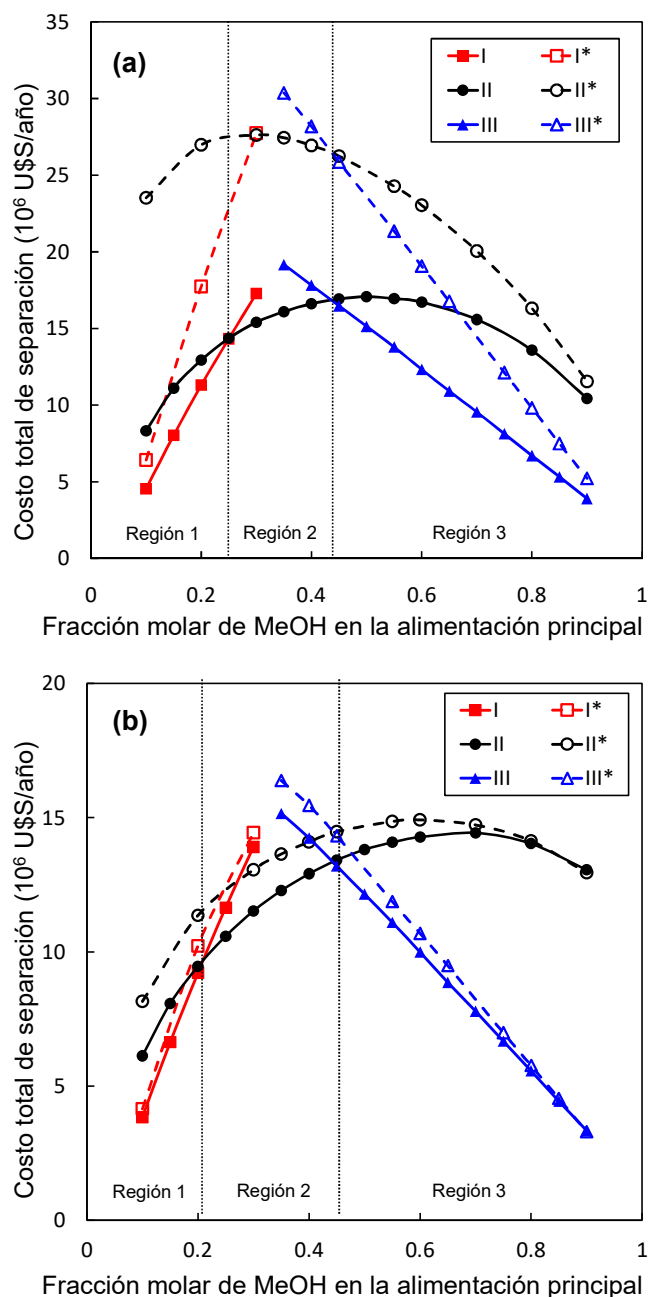 35
30
25
20
15
10
5
0
Costo total de separación (10⁶ U$S/año)
(a)
I I*
II II*
III III*
Región 1 Región 2 Región 3
0 0.2 0.4 0.6 0.8 1
Fracción molar de MeOH en la alimentación principal
20
15
10
5
0
Costo total de separación (10⁶ U$S/año)
(b)
I I*
II II*
III III*
Región 1 Región 2 Región 3
0 0.2 0.4 0.6 0.8 1
Fracción molar de MeOH en la alimentación principal